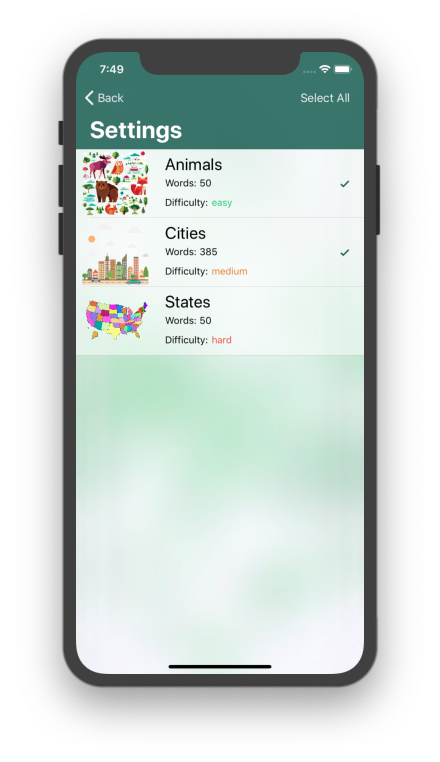 7:49
Back
Select All
Settings
Animals
Words: 50
Difficulty: easy
Cities
Words: 385
Difficulty: medium
States
Words: 50
Difficulty: hard